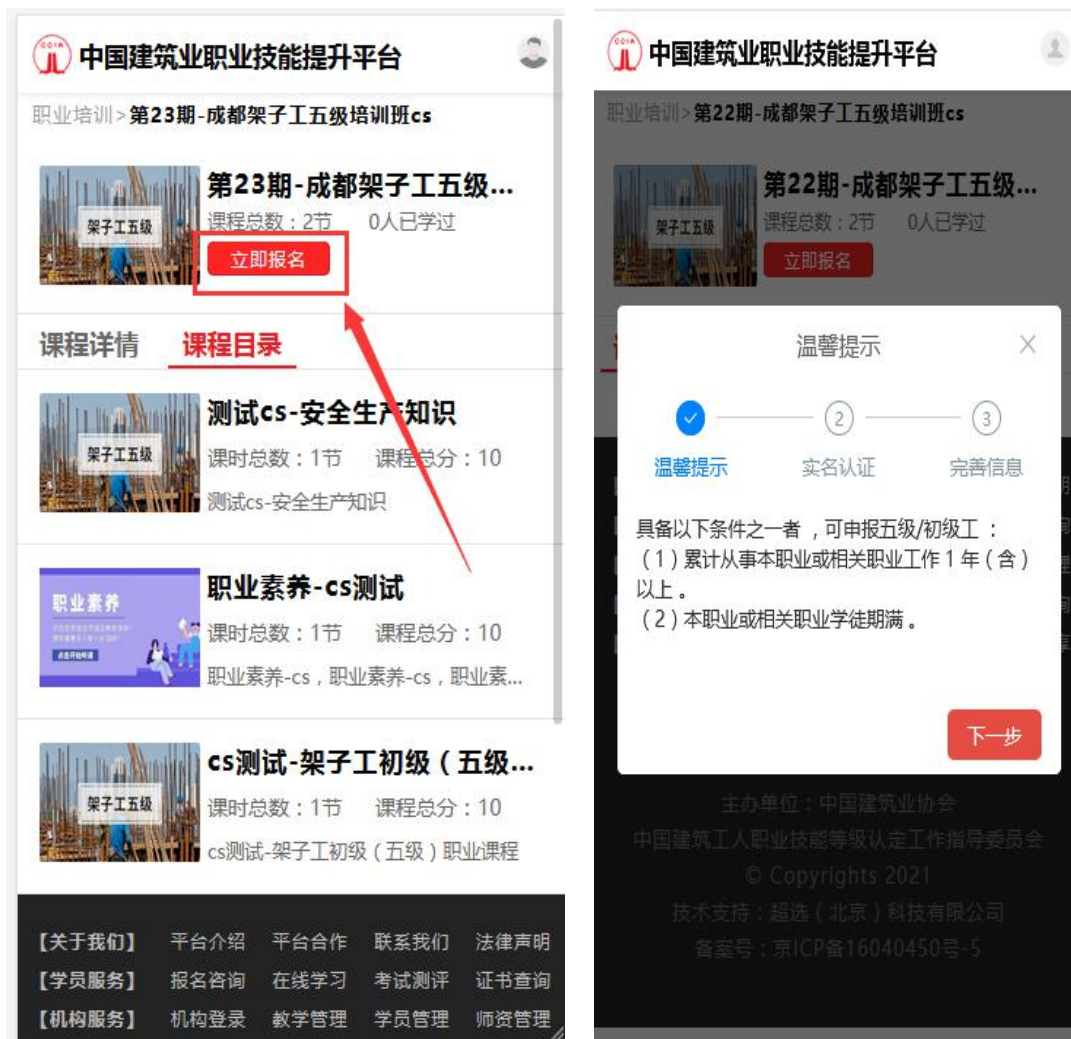 中国建筑业职业技能提升平台
职业培训>第23期-成都架子工五级培训班cs
架子工五级
第23期-成都架子工五级...
课程总数：2节 0人已学过
立即报名
课程详情 课程目录
架子工五级
测试cs-安全生产知识
课时总数：1节 课程总分：10
测试cs-安全生产知识
职业素养
点击开始听课
职业素养-cs测试
课时总数：1节 课程总分：10
职业素养-cs，职业素养-cs，职业素...
架子工五级
cs测试-架子工初级（五级...
课时总数：1节 课程总分：10
cs测试-架子工初级（五级）职业课程
【关于我们】 平台介绍 平台合作 联系我们 法律声明
【学员服务】 报名咨询 在线学习 考试测评 证书查询
【机构服务】 机构登录 教学管理 学员管理 师资管理
中国建筑业职业技能提升平台
职业培训>第22期-成都架子工五级培训班cs
架子工五级
第22期-成都架子工五级...
课程总数：2节 0人已学过
立即报名
温馨提示
2 3
温馨提示 实名认证 完善信息
具备以下条件之一者，可申报五级/初级工：
（1）累计从事本职业或相关职业工作1年（含）
以上。
（2）本职业或相关职业学徒期满。
下一步
主办单位：中国建筑业协会
中国建筑工人职业技能等级认定工作指导委员会
© Copyrights 2021
技术支持：超选（北京）科技有限公司
备案号：京ICP备16040450号-5